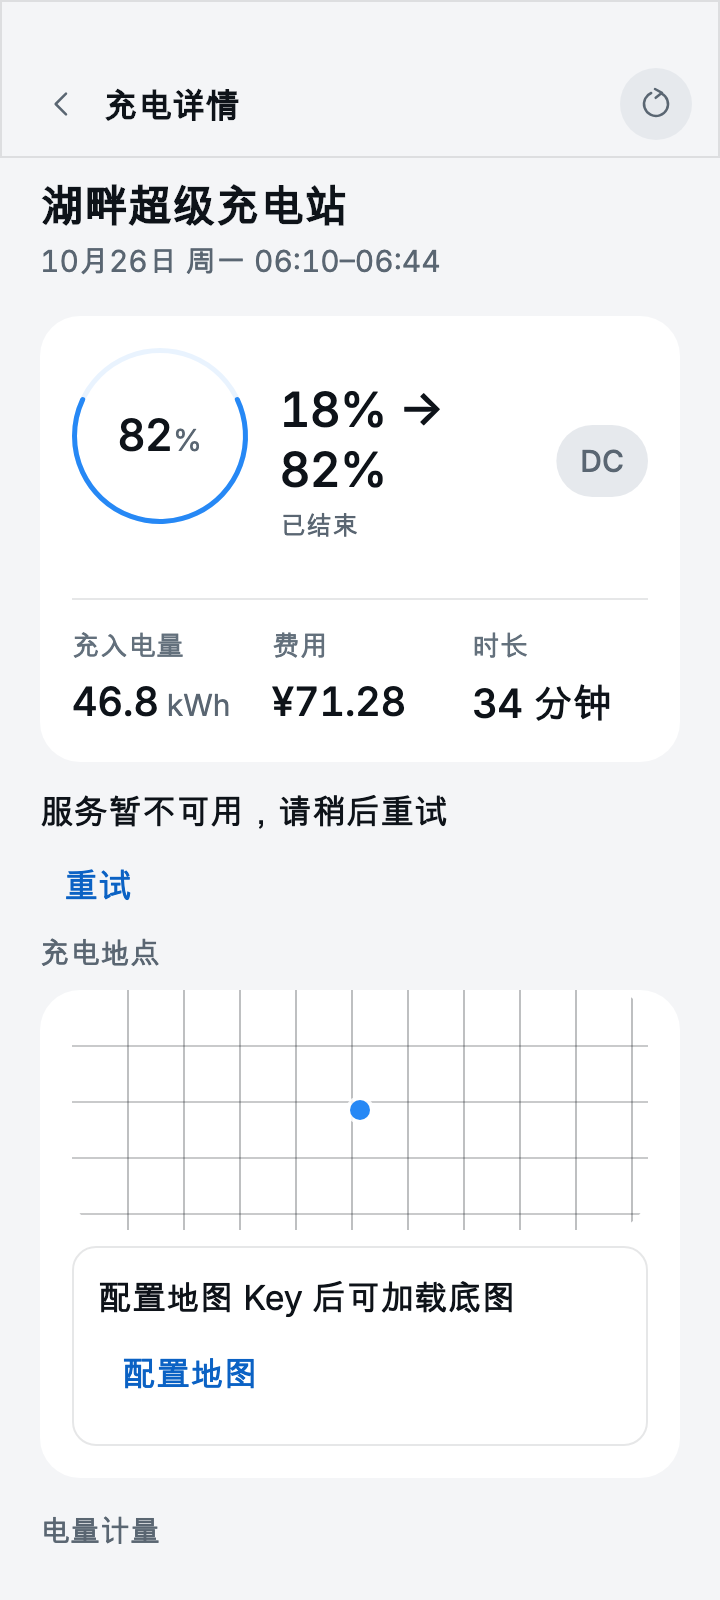 充电详情
湖畔超级充电站
10月26日 周一 06:10–06:44
82%
18% →
82%
已结束
DC
充入电量 费用 时长
46.8 kWh ¥71.28 34 分钟
服务暂不可用，请稍后重试
重试
充电地点
配置地图 Key 后可加载底图
配置地图
电量计量